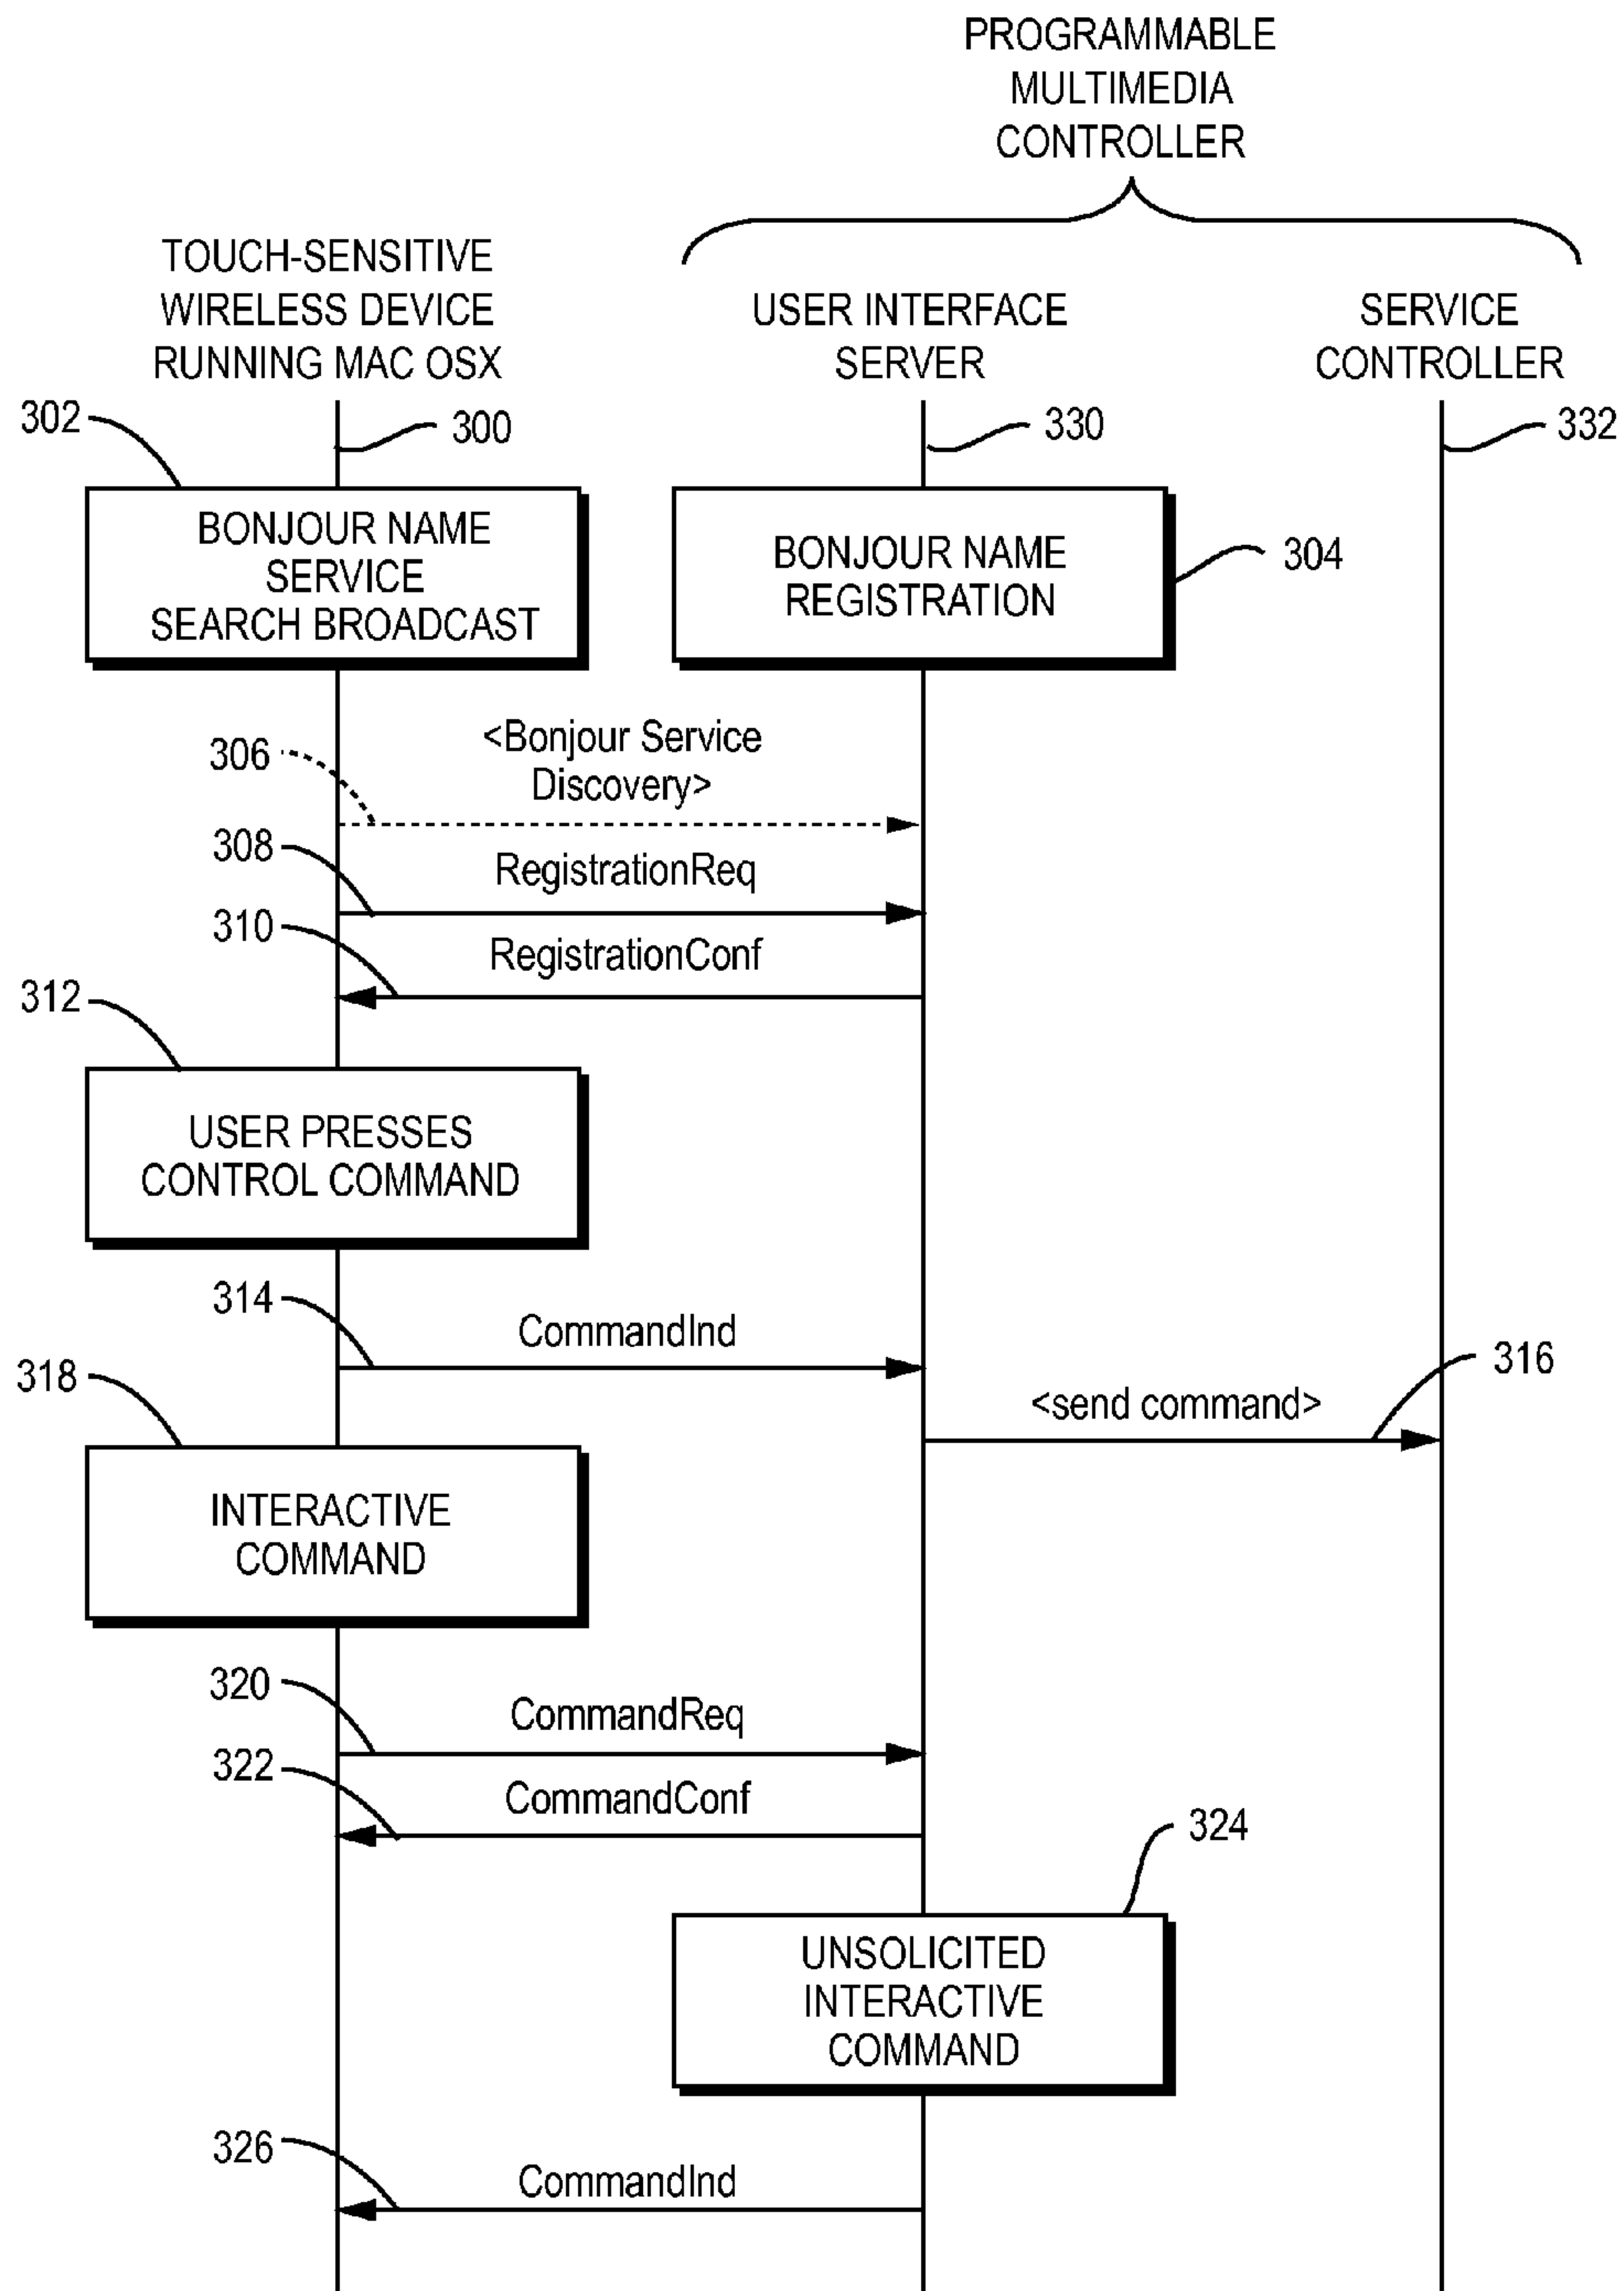 PROGRAMMABLE
MULTIMEDIA
CONTROLLER
TOUCH-SENSITIVE
WIRELESS DEVICE
RUNNING MAC OSX
USER INTERFACE
SERVER
SERVICE
CONTROLLER
302
300
330
332
BONJOUR NAME
SERVICE
SEARCH BROADCAST
BONJOUR NAME
REGISTRATION
304
306
<Bonjour Service
Discovery>
308
RegistrationReq
310
RegistrationConf
312
USER PRESSES
CONTROL COMMAND
314
CommandInd
316
<send command>
318
INTERACTIVE
COMMAND
320
CommandReq
322
CommandConf
324
UNSOLICITED
INTERACTIVE
COMMAND
326
CommandInd